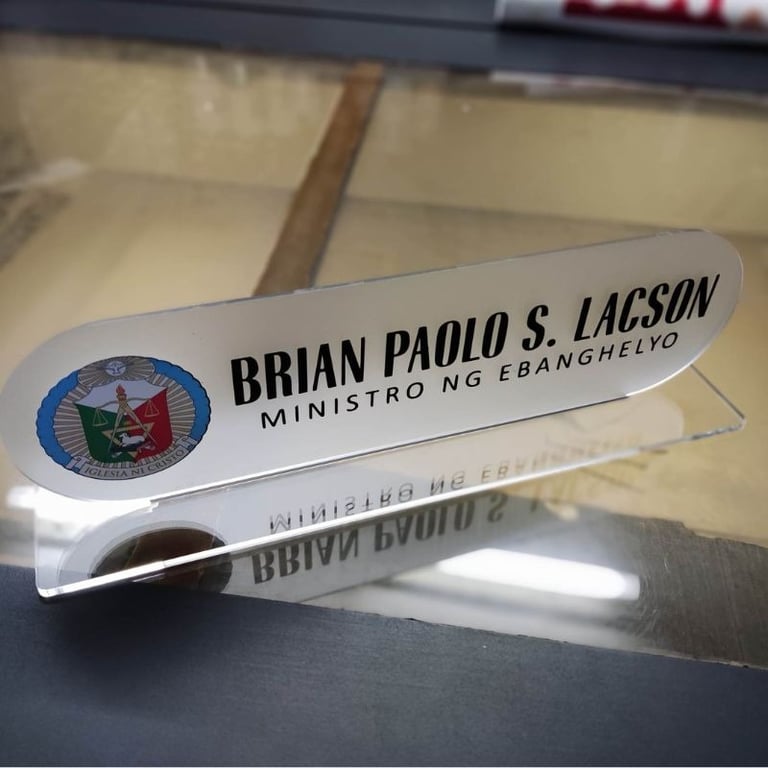 BRIAN PAOLO S. LACSON
MINISTRO NG EBANGHELYO
IGLESIA NI CRISTO